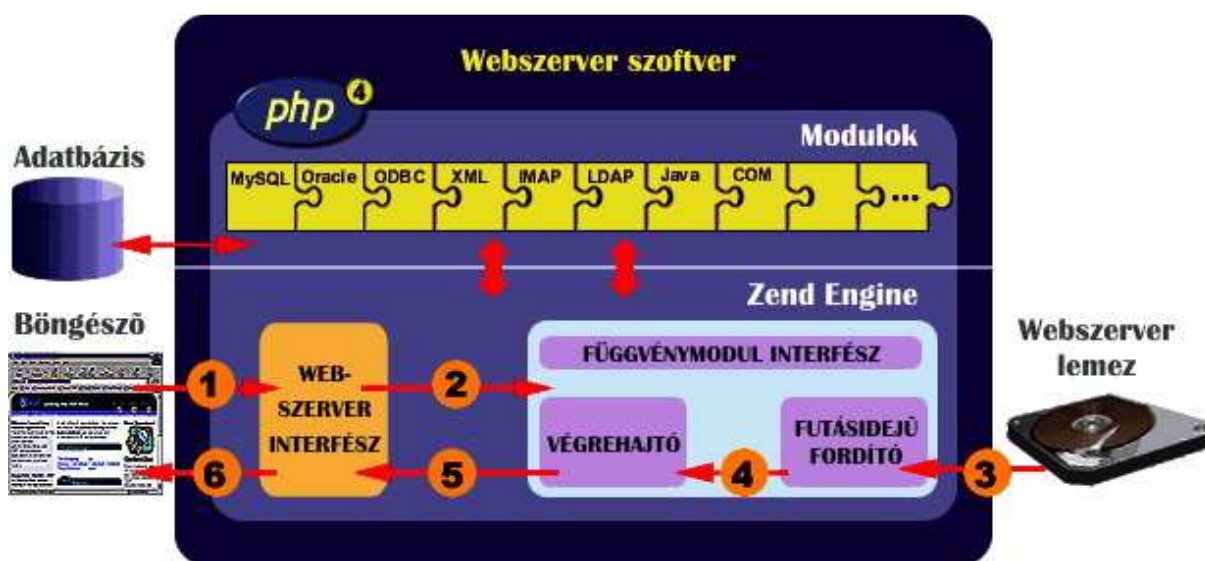 Webszerver szoftver
php 4
Modulok
Adatbázis
MySQL Oracle ODBC XML IMAP LDAP Java COM ...
Zend Engine
Böngésző
Webszerver
lemez
FÜGGVÉNYMODUL INTERFÉSZ
1
WEB-
SZERVER
INTERFÉSZ
2
VÉGREHAJTÓ
FUTÁSIDEJÛ
FORDÍTÓ
6
5
4
3